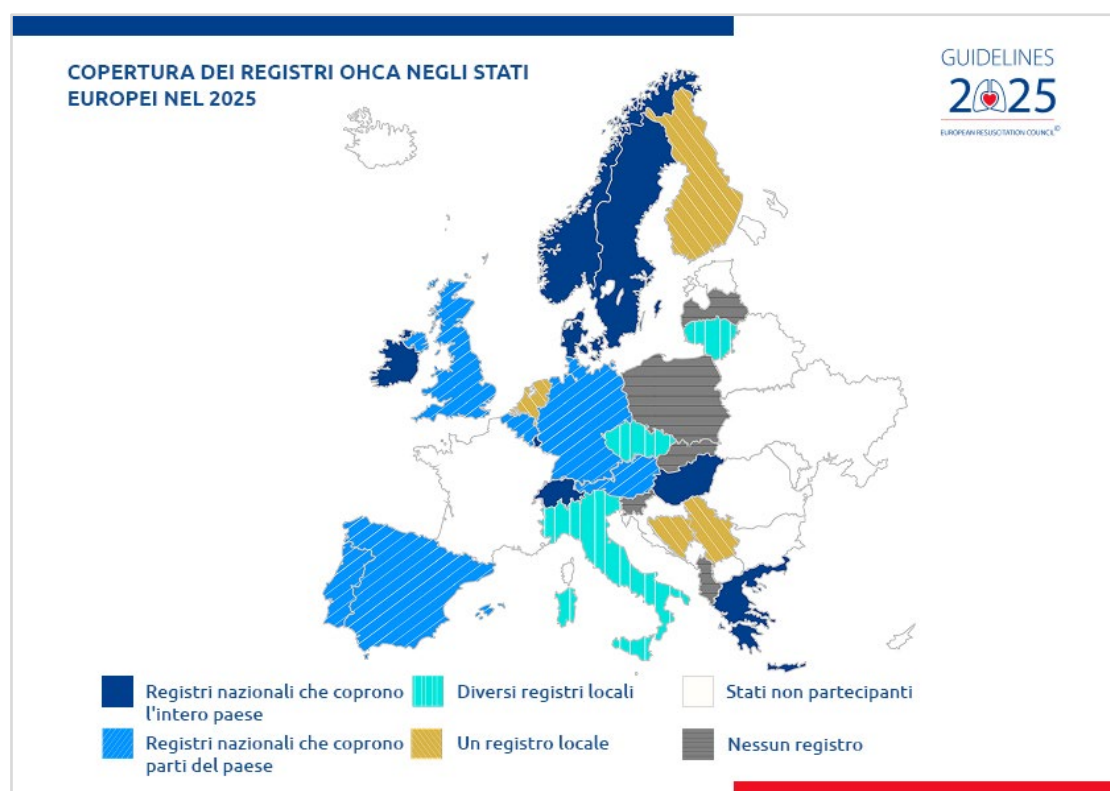 COPERTURA DEI REGISTRI OHCA NEGLI STATI
EUROPEI NEL 2025
GUIDELINES
2025
EUROPEAN RESUSCITATION COUNCIL©
Registri nazionali che coprono
l'intero paese
Diversi registri locali
Stati non partecipanti
Registri nazionali che coprono
parti del paese
Un registro locale
Nessun registro